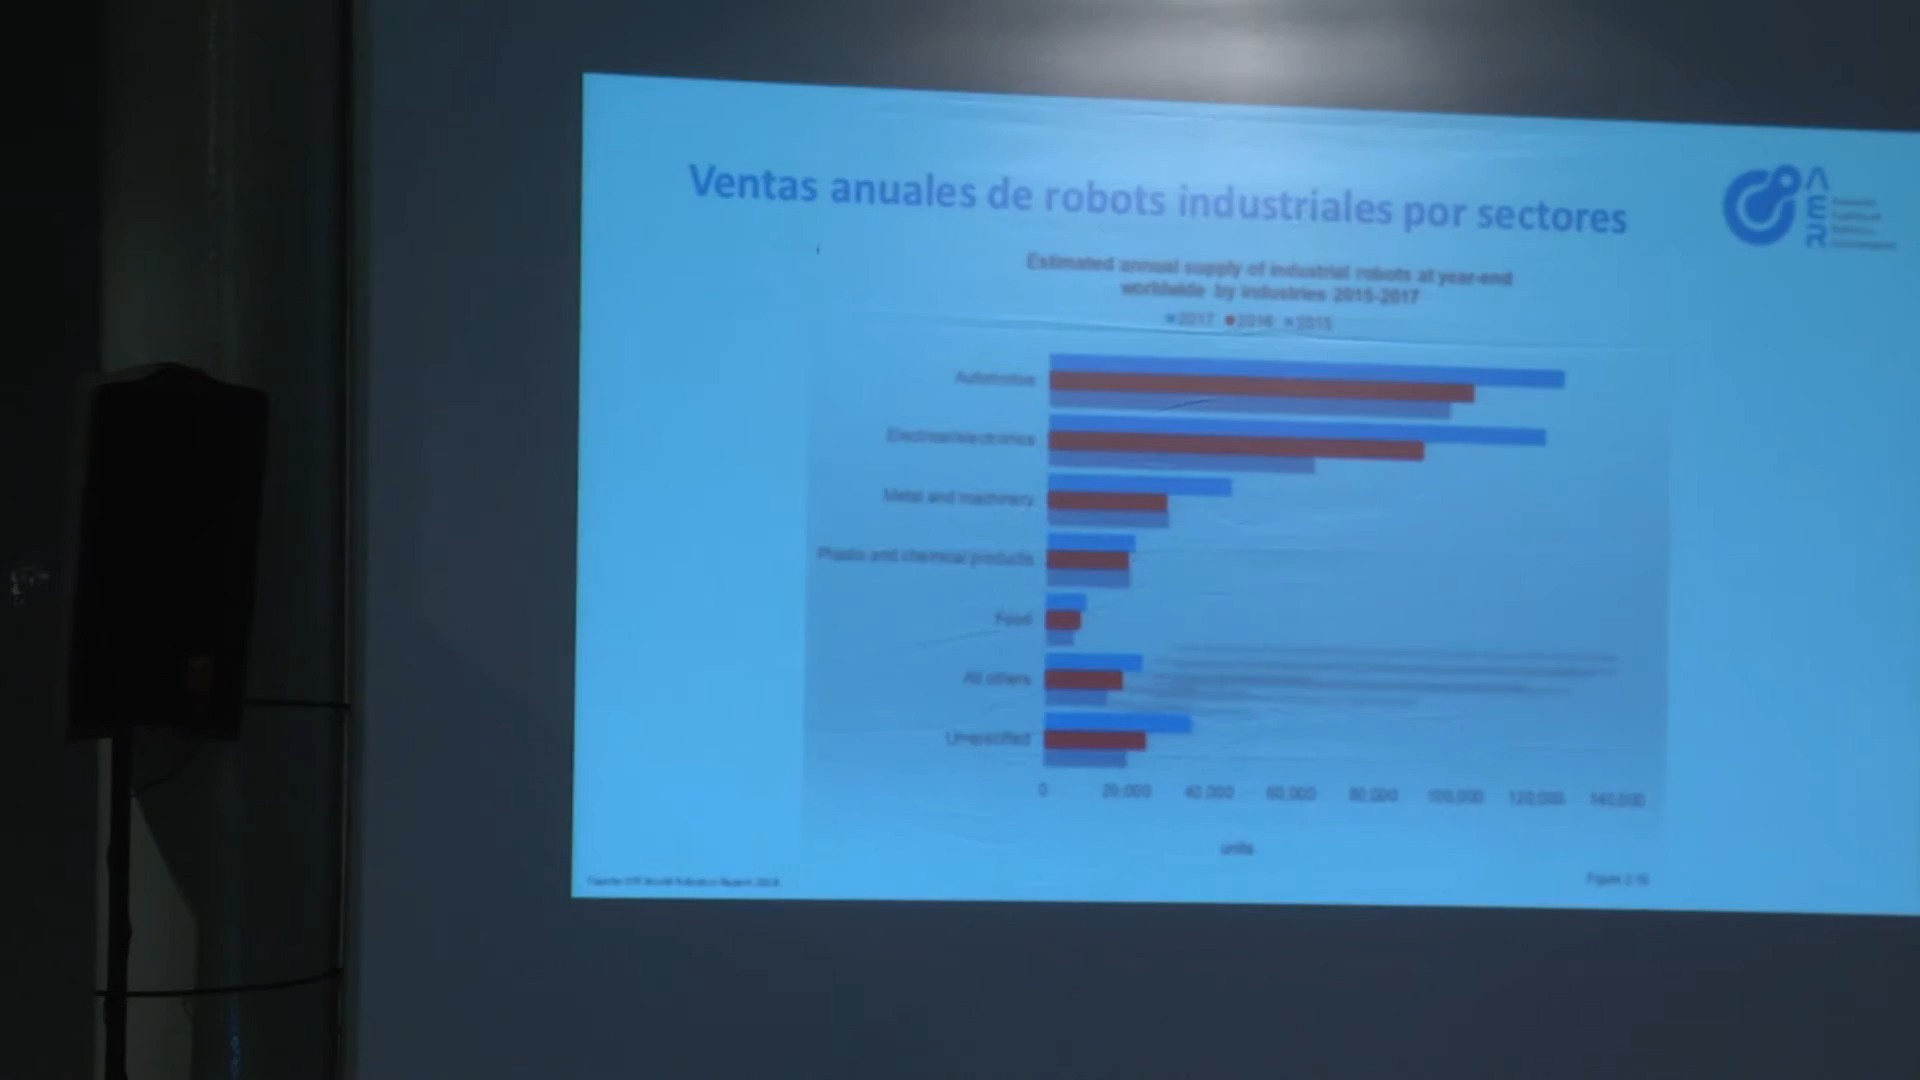 Ventas anuales de robots industriales por sectores
AER
Estimated annual supply of industrial robots at year-end
worldwide by industries 2015-2017
2017 2016 2015
Automotive
Electrical/electronics
Metal and machinery
Plastic and chemical products
Food
All others
Unspecified
0 20,000 40,000 60,000 80,000 100,000 120,000 140,000
units